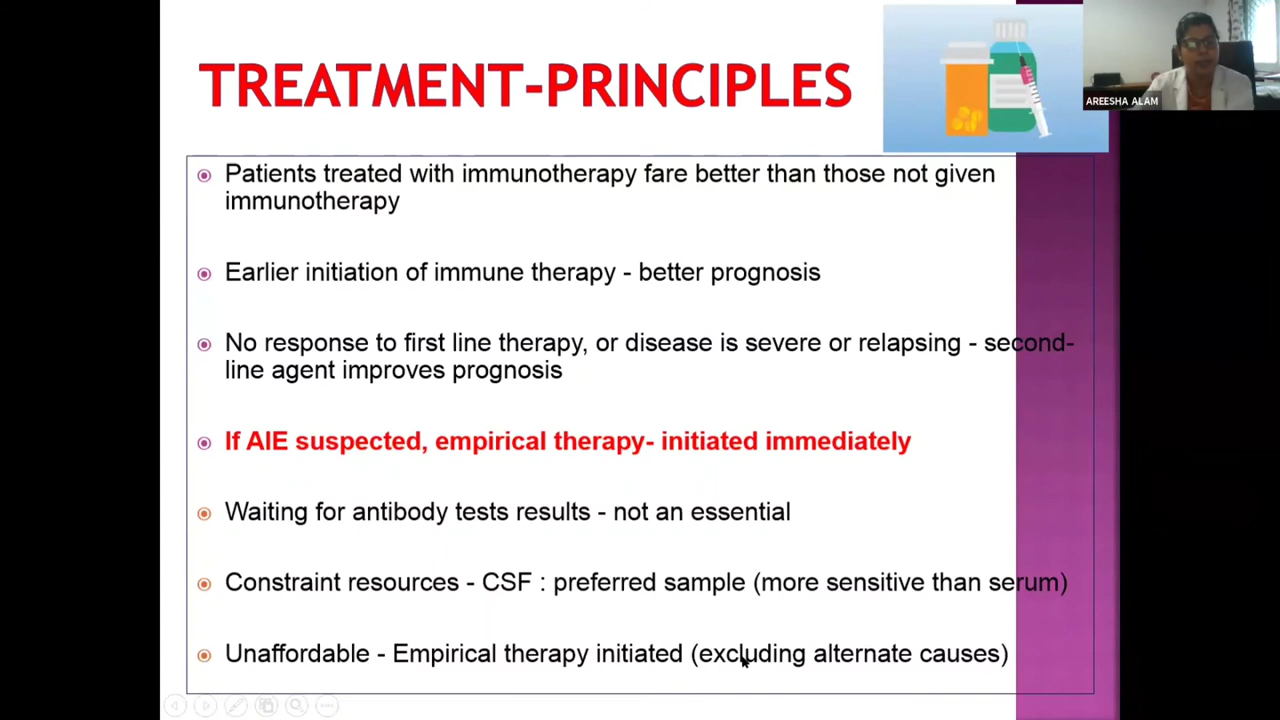 TREATMENT-PRINCIPLES
AREESHA ALAM
Patients treated with immunotherapy fare better than those not given
immunotherapy
Earlier initiation of immune therapy - better prognosis
No response to first line therapy, or disease is severe or relapsing - second-
line agent improves prognosis
If AIE suspected, empirical therapy- initiated immediately
Waiting for antibody tests results - not an essential
Constraint resources - CSF : preferred sample (more sensitive than serum)
Unaffordable - Empirical therapy initiated (excluding alternate causes)